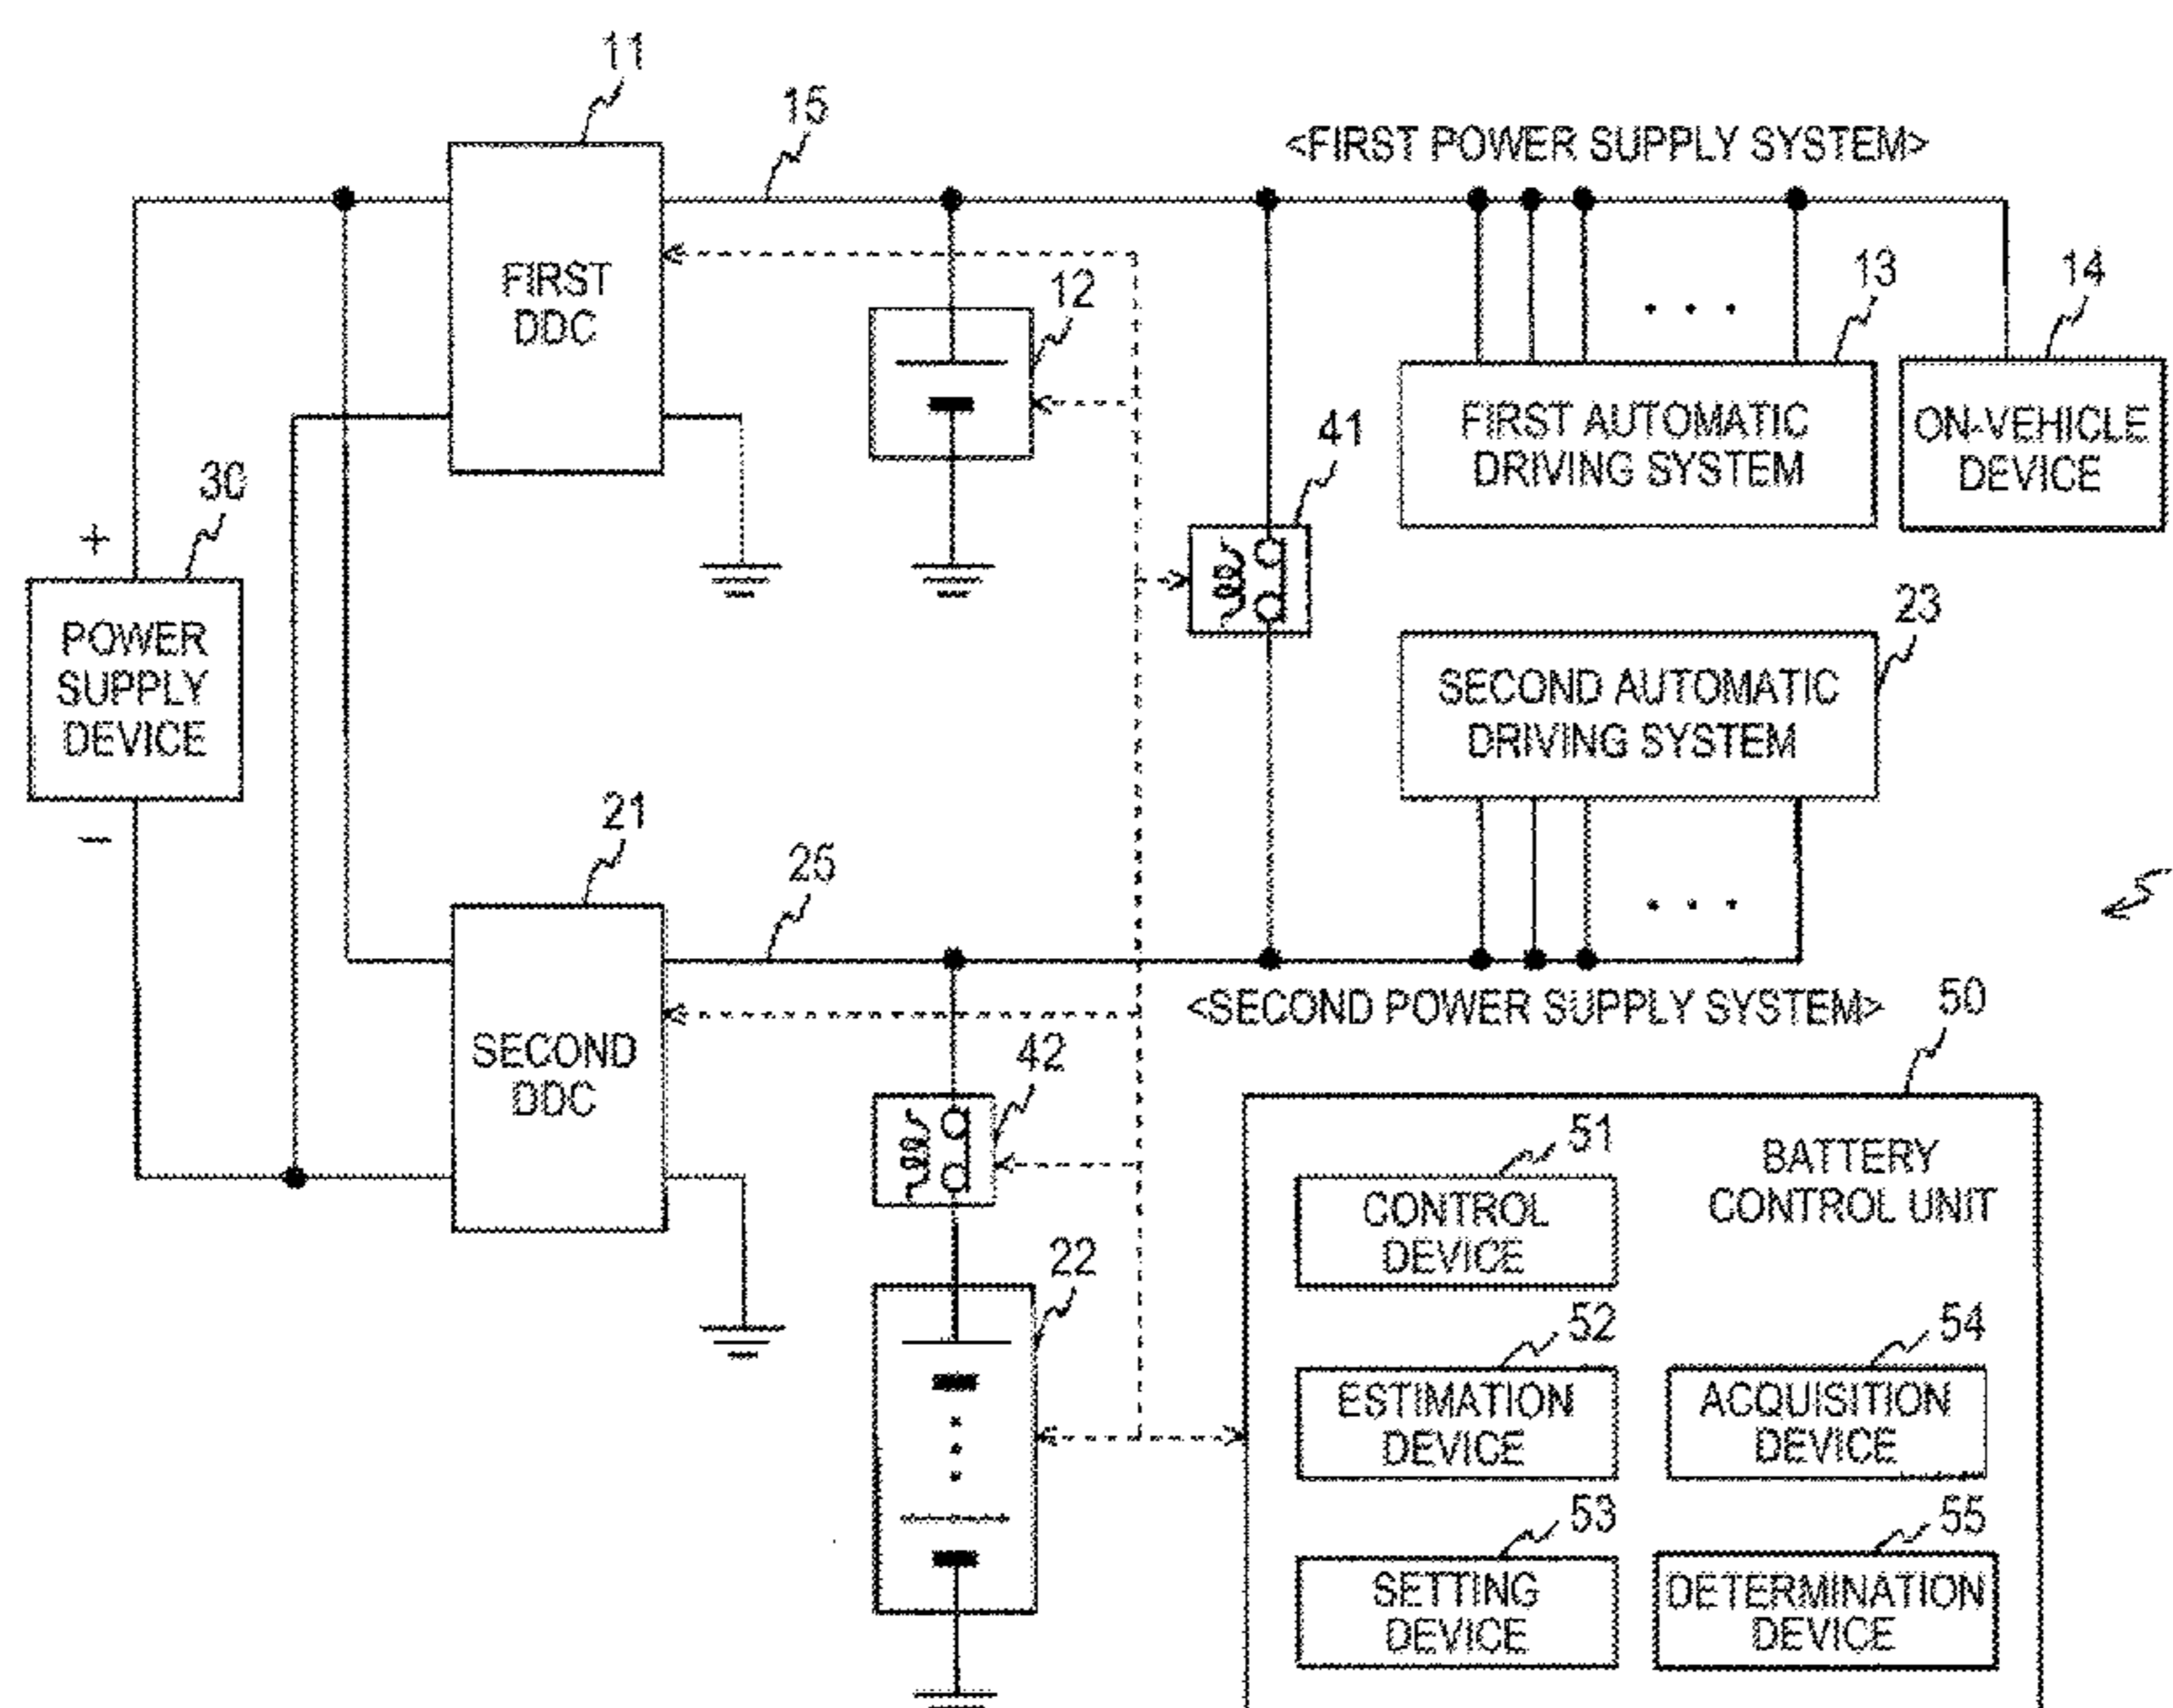 11
15
<FIRST POWER SUPPLY SYSTEM>
FIRST
DDC
12
13
14
. . .
FIRST AUTOMATIC
DRIVING SYSTEM
ON-VEHICLE
DEVICE
41
30
+
POWER
SUPPLY
DEVICE
−
23
SECOND AUTOMATIC
DRIVING SYSTEM
21
25
. . .
<SECOND POWER SUPPLY SYSTEM>
SECOND
DDC
42
50
BATTERY
CONTROL UNIT
51
CONTROL
DEVICE
22
52
ESTIMATION
DEVICE
54
ACQUISITION
DEVICE
53
SETTING
DEVICE
55
DETERMINATION
DEVICE